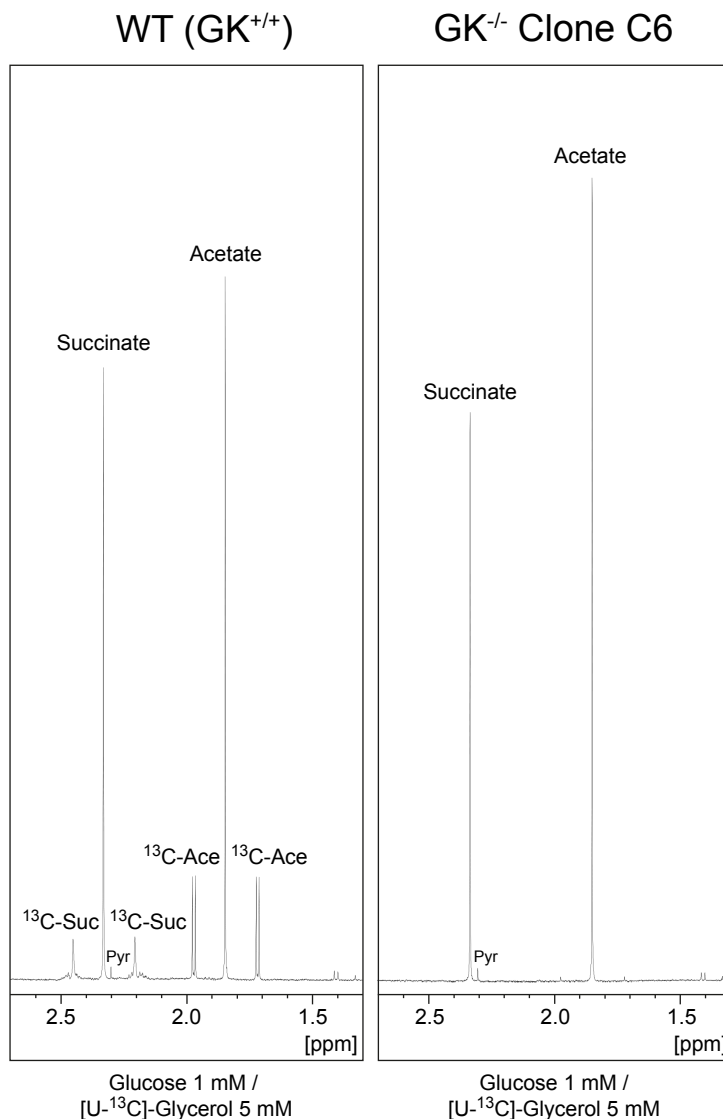 WT (GK⁺/⁺)
Acetate
Succinate
¹³C-Ace ¹³C-Ace
¹³C-Suc ¹³C-Suc
Pyr
2.5 2.0 1.5
[ppm]
Glucose 1 mM /
[U-¹³C]-Glycerol 5 mM
GK⁻/⁻ Clone C6
Acetate
Succinate
Pyr
2.5 2.0 1.5
[ppm]
Glucose 1 mM /
[U-¹³C]-Glycerol 5 mM